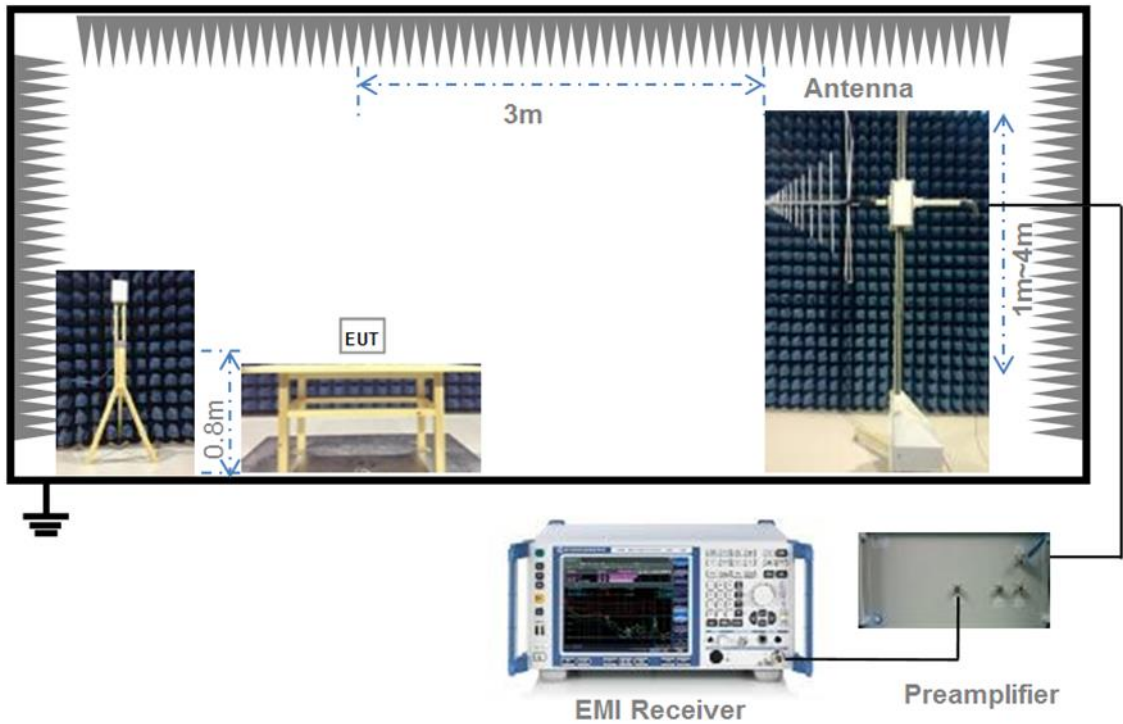 Antenna
3m
1m~4m
EUT
0.8m
EMI Receiver
Preamplifier